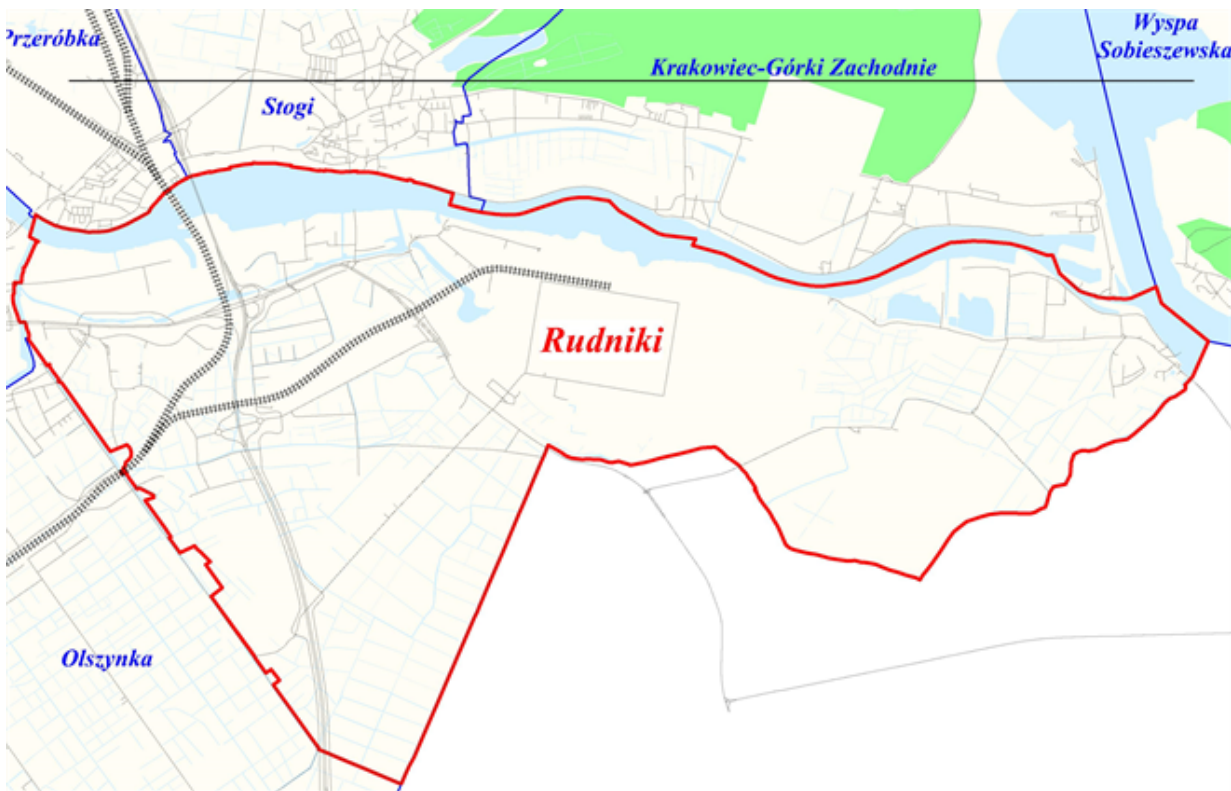 Przeróbka
Wyspa
Sobieszewska
Krakowiec-Górki Zachodnie
Stogi
Rudniki
Olszynka